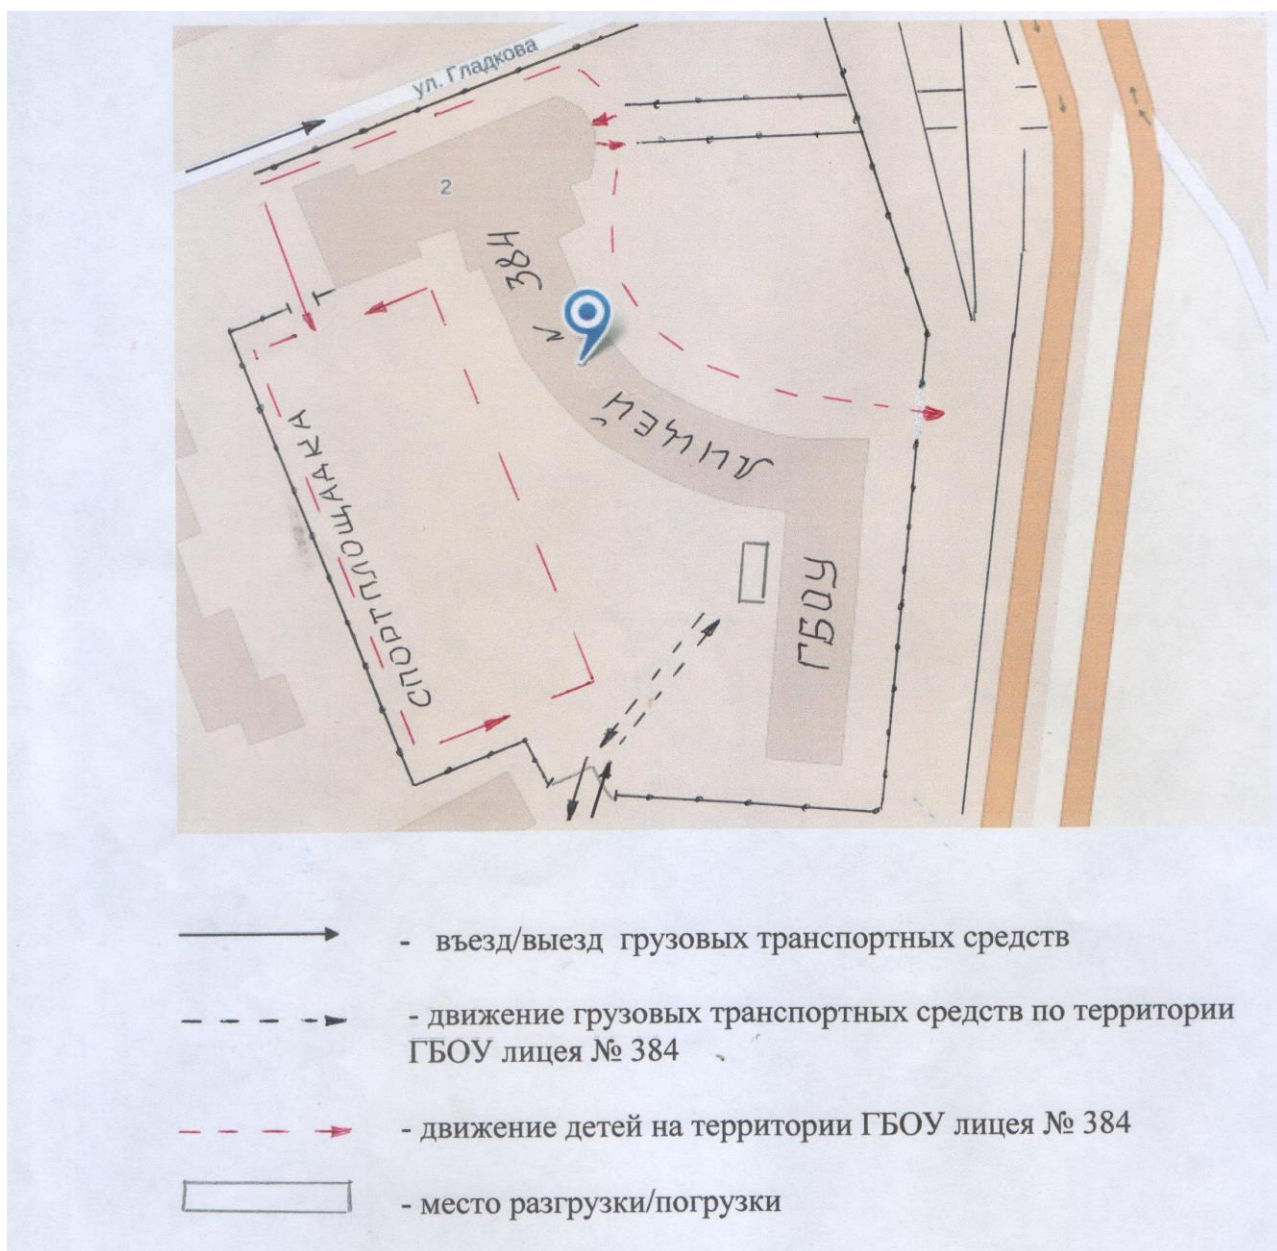 ул. Гладкова
2
384
N
ЛИЦЕЙ
ГБОУ
СПОРТПЛОЩАДКА
- въезд/выезд грузовых транспортных средств
- движение грузовых транспортных средств по территории
ГБОУ лицея № 384
- движение детей на территории ГБОУ лицея № 384
- место разгрузки/погрузки